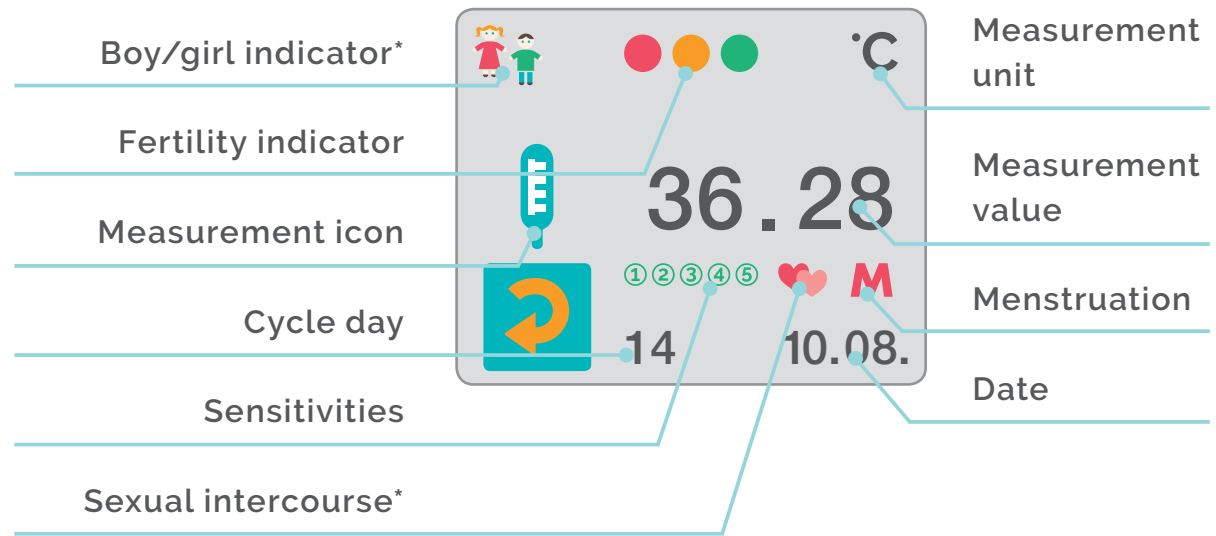 Boy/girl indicator*
Fertility indicator
Measurement icon
Cycle day
Sensitivities
Sexual intercourse*
°C
36.28
①②③④⑤
M
14
10.08.
Measurement
unit
Measurement
value
Menstruation
Date